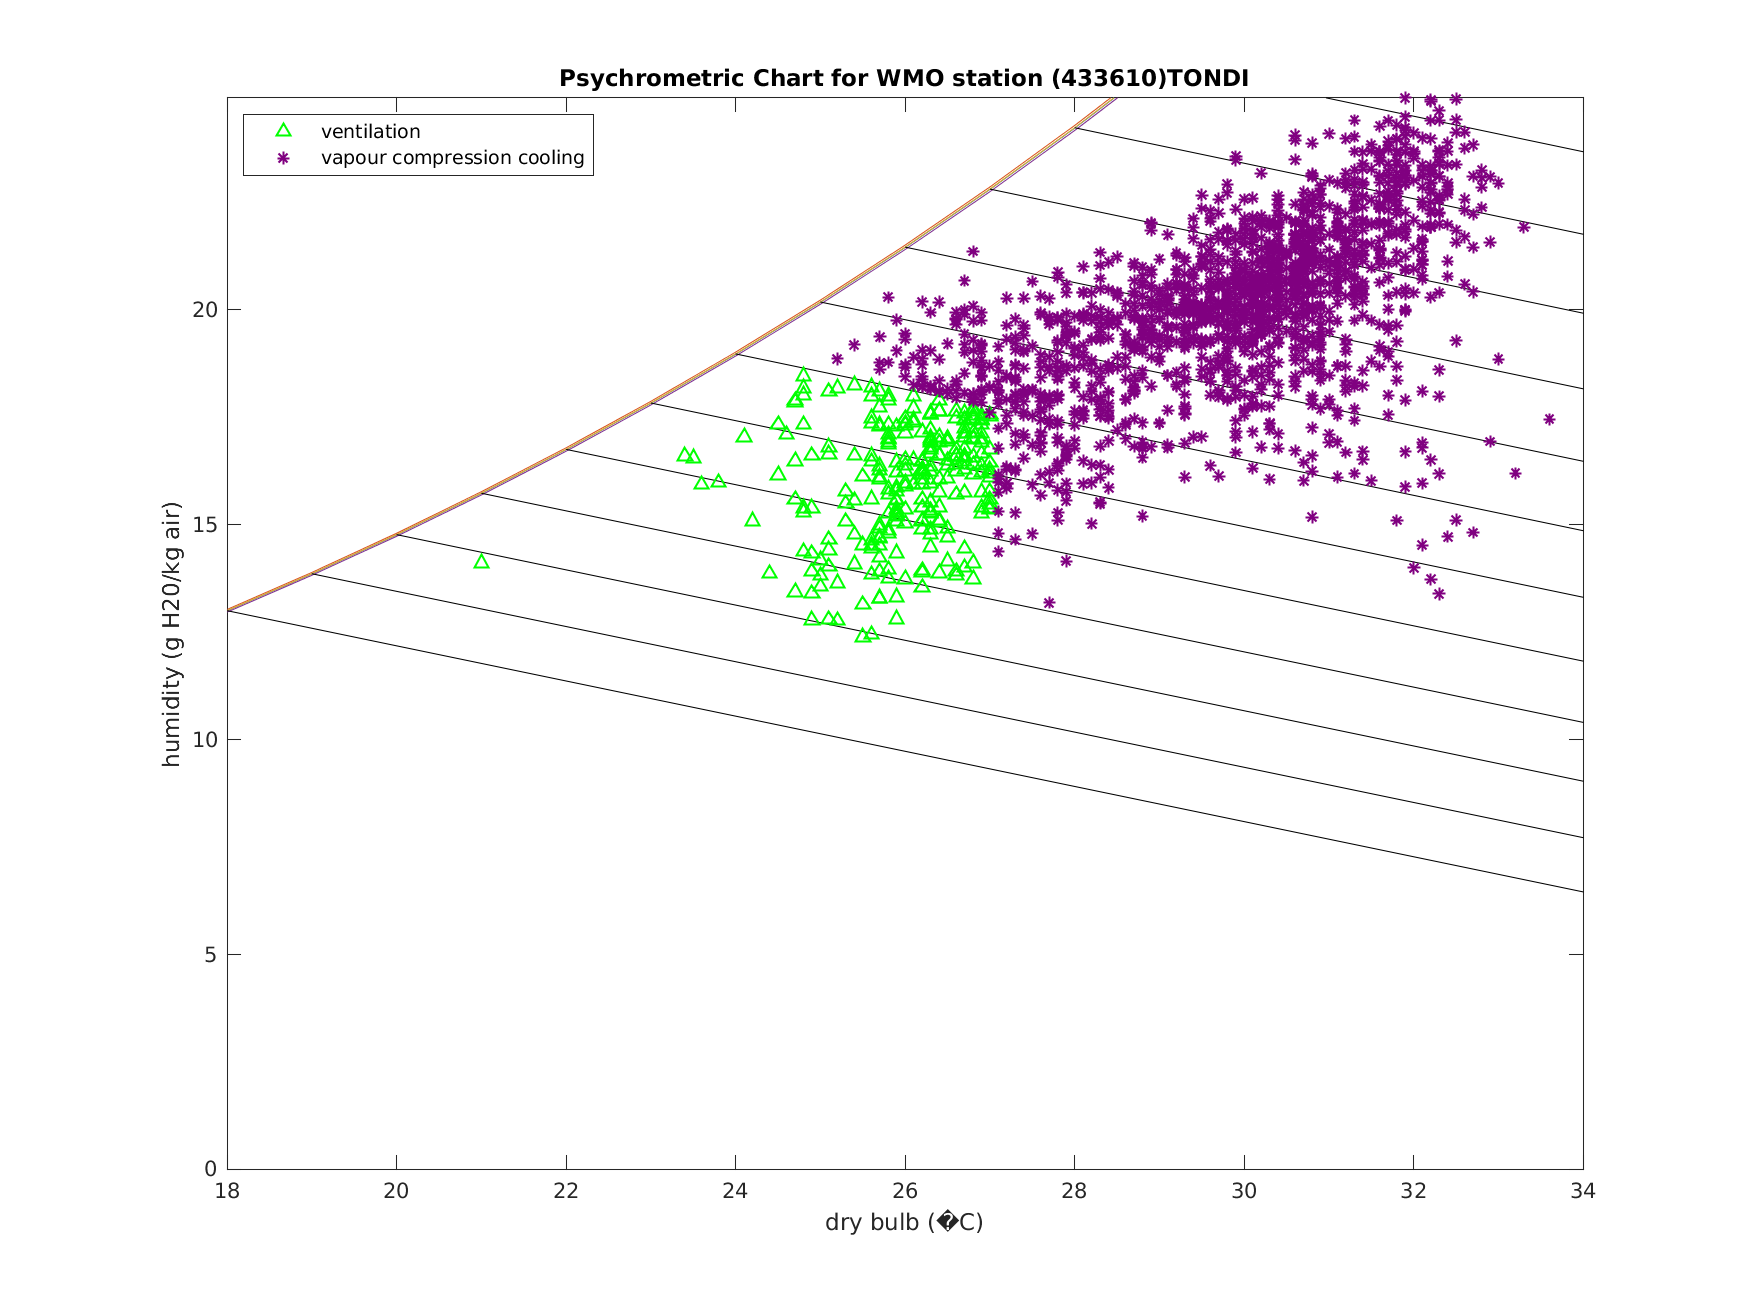 Psychrometric Chart for WMO station (433610)TONDI
ventilation
vapour compression cooling
humidity (g H20/kg air)
20
15
10
5
0
18 20 22 24 26 28 30 32 34
dry bulb (�C)